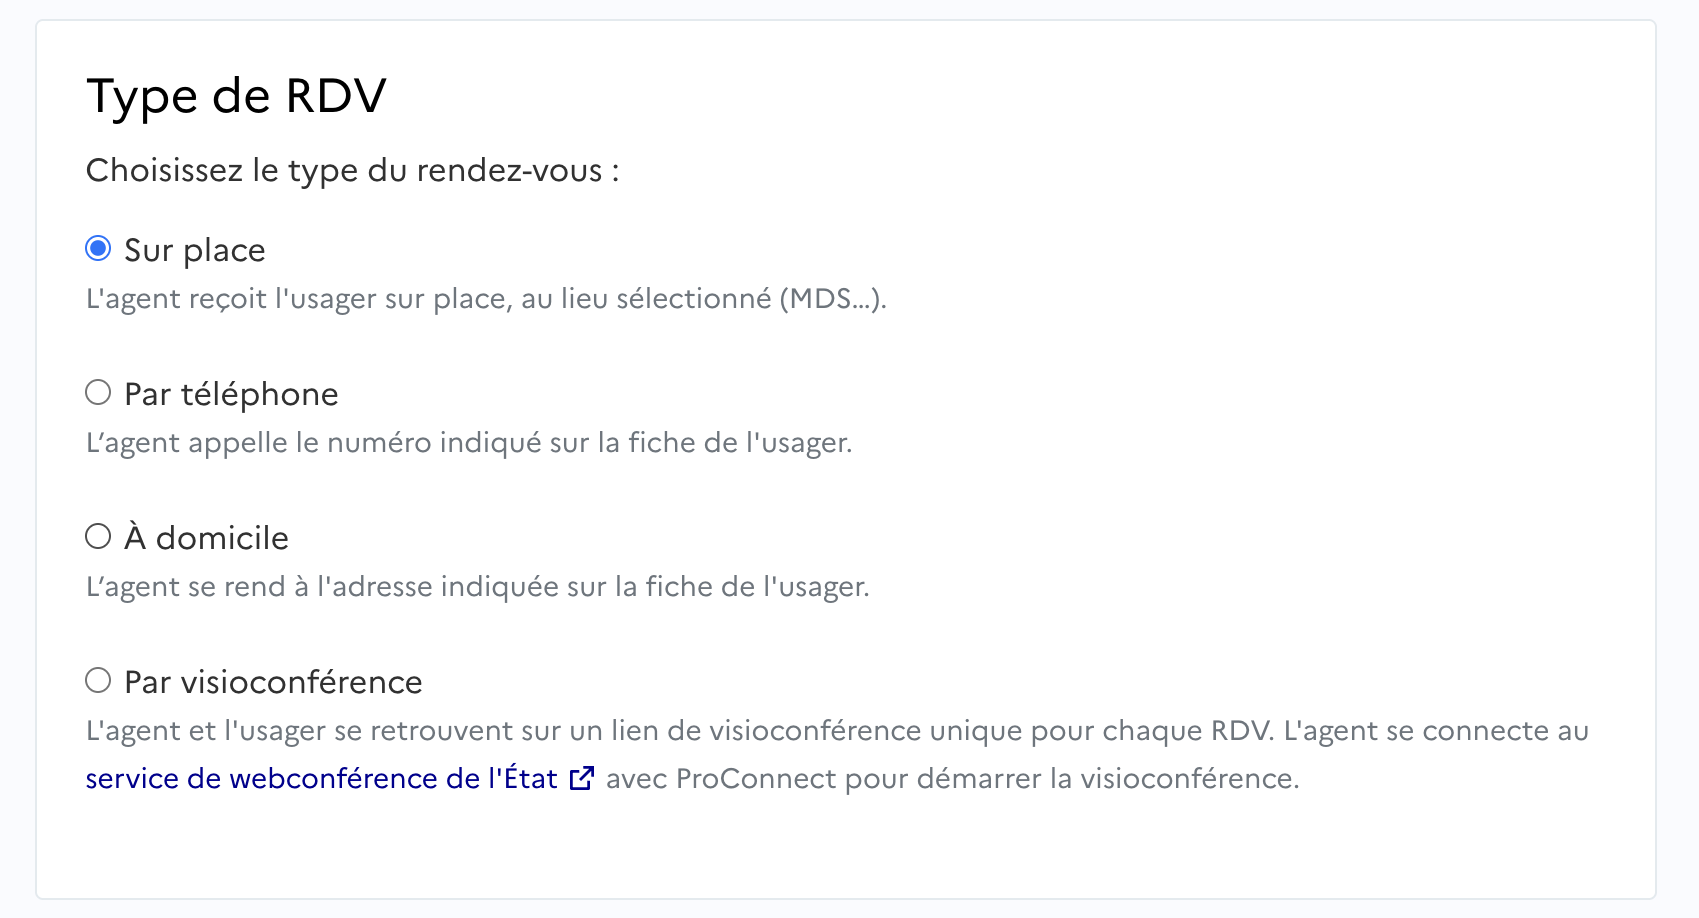 Type de RDV
Choisissez le type du rendez-vous :
Sur place
L'agent reçoit l'usager sur place, au lieu sélectionné (MDS...).
Par téléphone
L’agent appelle le numéro indiqué sur la fiche de l'usager.
À domicile
L’agent se rend à l'adresse indiquée sur la fiche de l'usager.
Par visioconférence
L'agent et l'usager se retrouvent sur un lien de visioconférence unique pour chaque RDV. L'agent se connecte au
service de webconférence de l'État avec ProConnect pour démarrer la visioconférence.